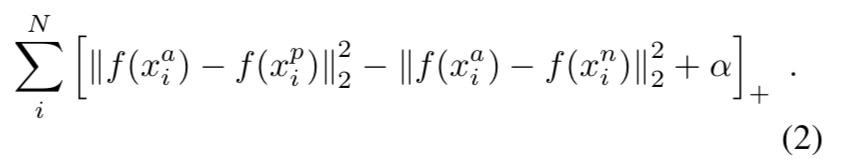 $\sum_{i}^{N} \left[ \|f(x_i^a) - f(x_i^p)\|_2^2 - \|f(x_i^a) - f(x_i^n)\|_2^2 + \alpha \right]_+ .$
(2)